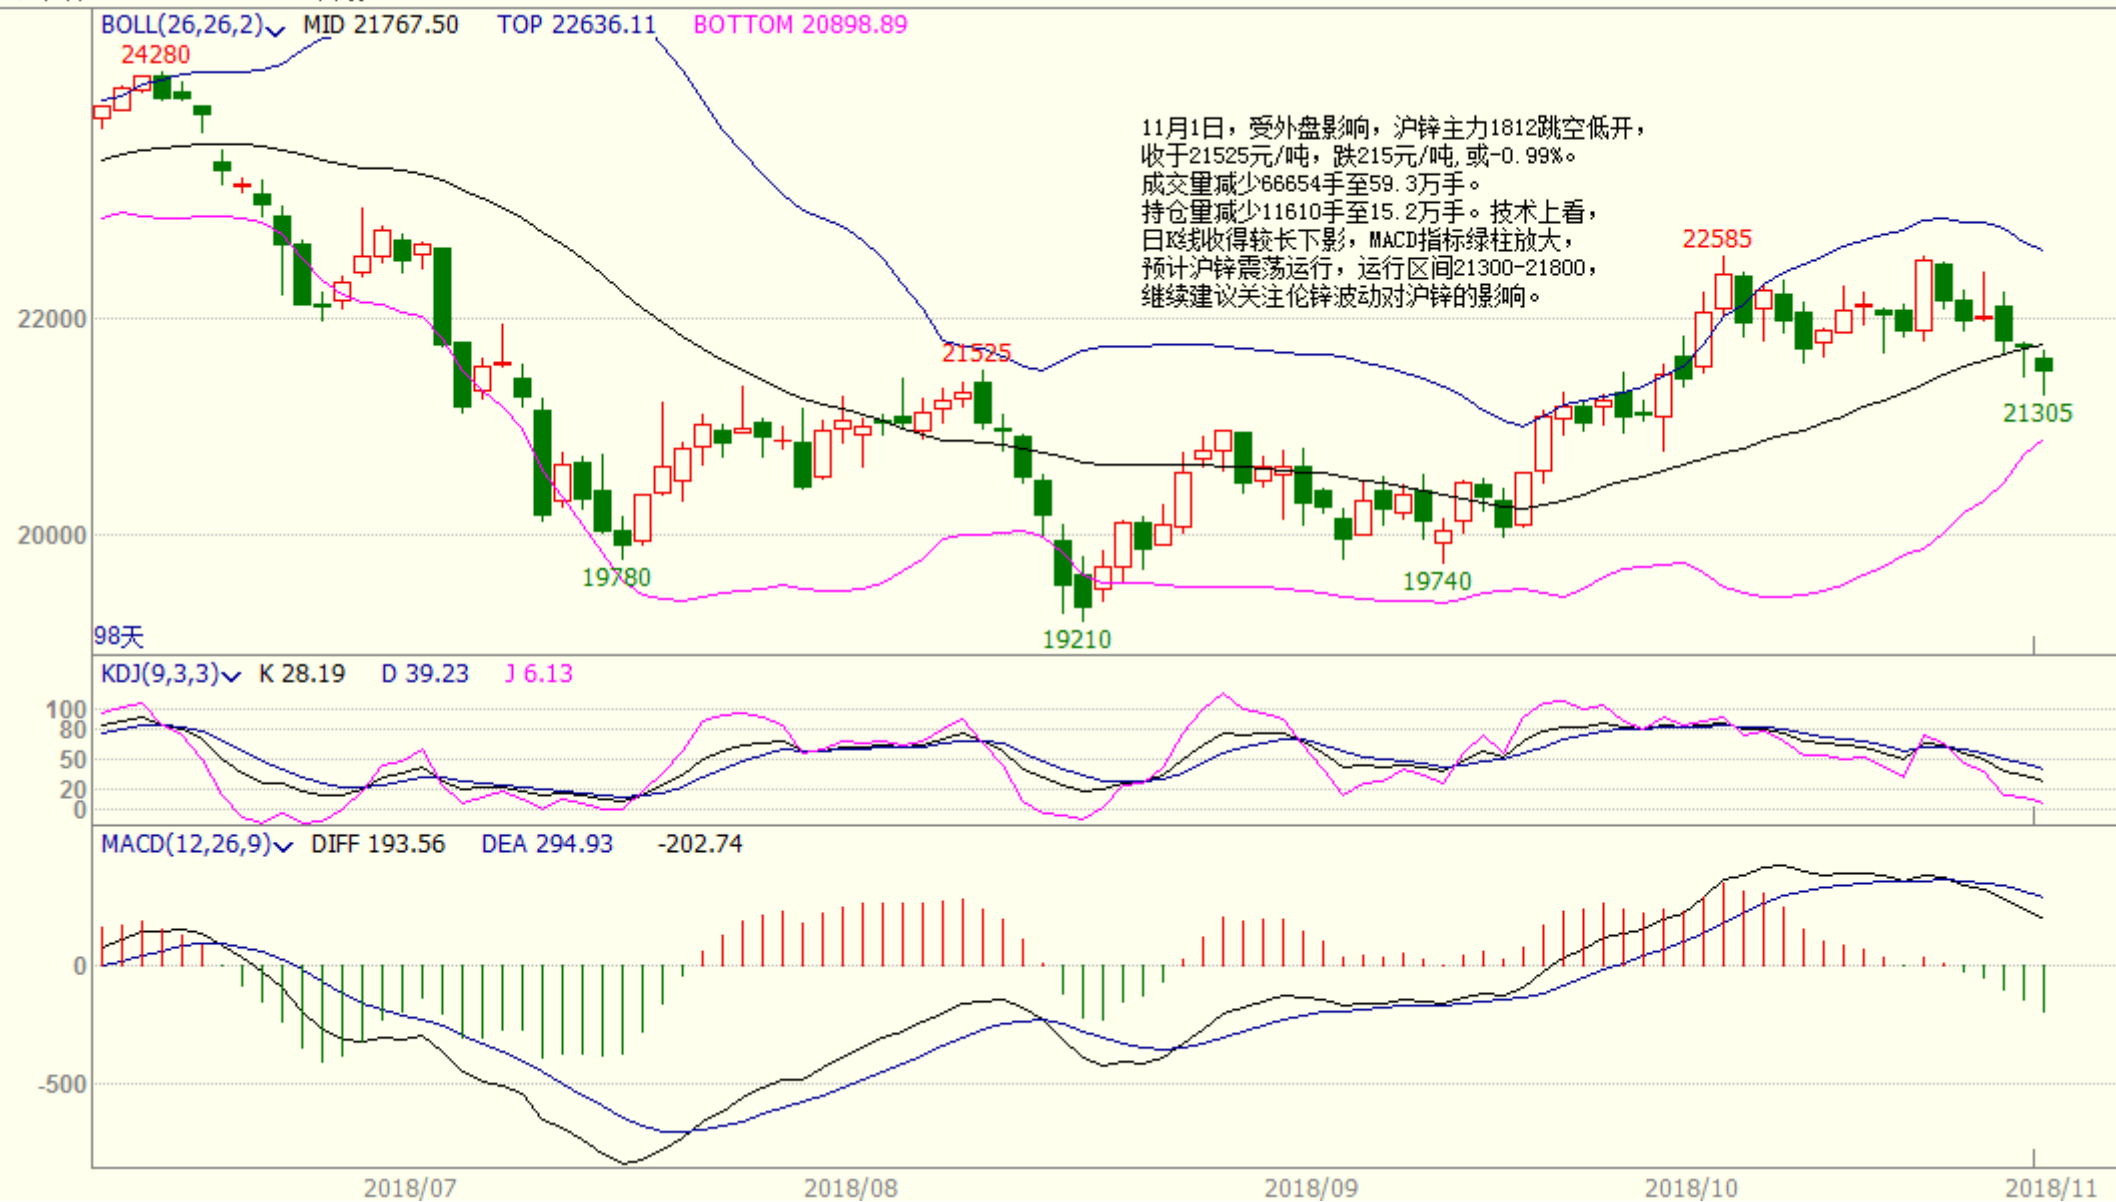 BOLL(26,26,2) MID 21767.50 TOP 22636.11 BOTTOM 20898.89
24280
11月1日，受外盘影响，沪锌主力1812跳空低开，
收于21525元/吨，跌215元/吨,或-0.99%。
成交量减少66654手至59.3万手。
持仓量减少11610手至15.2万手。技术上看，
日K线收得较长下影，MACD指标绿柱放大，
预计沪锌震荡运行，运行区间21300-21800，
继续建议关注伦锌波动对沪锌的影响。
22585
22000
21525
21305
20000
19780
19740
19210
98天
KDJ(9,3,3) K 28.19 D 39.23 J 6.13
100
80
50
20
0
MACD(12,26,9) DIFF 193.56 DEA 294.93 -202.74
0
-500
2018/07 2018/08 2018/09 2018/10 2018/11